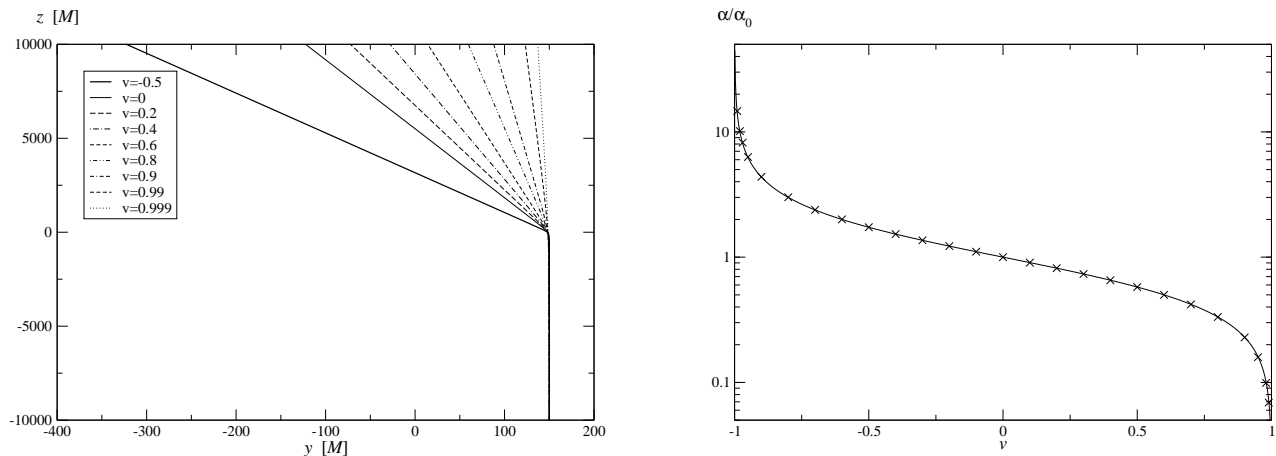 z [M]
10000
5000
0
-5000
-10000
v=-0.5
v=0
v=0.2
v=0.4
v=0.6
v=0.8
v=0.9
v=0.99
v=0.999
-400 -300 -200 -100 0 100 200
y [M]
α/α0
10
1
0.1
-1 -0.5 0 0.5 1
v